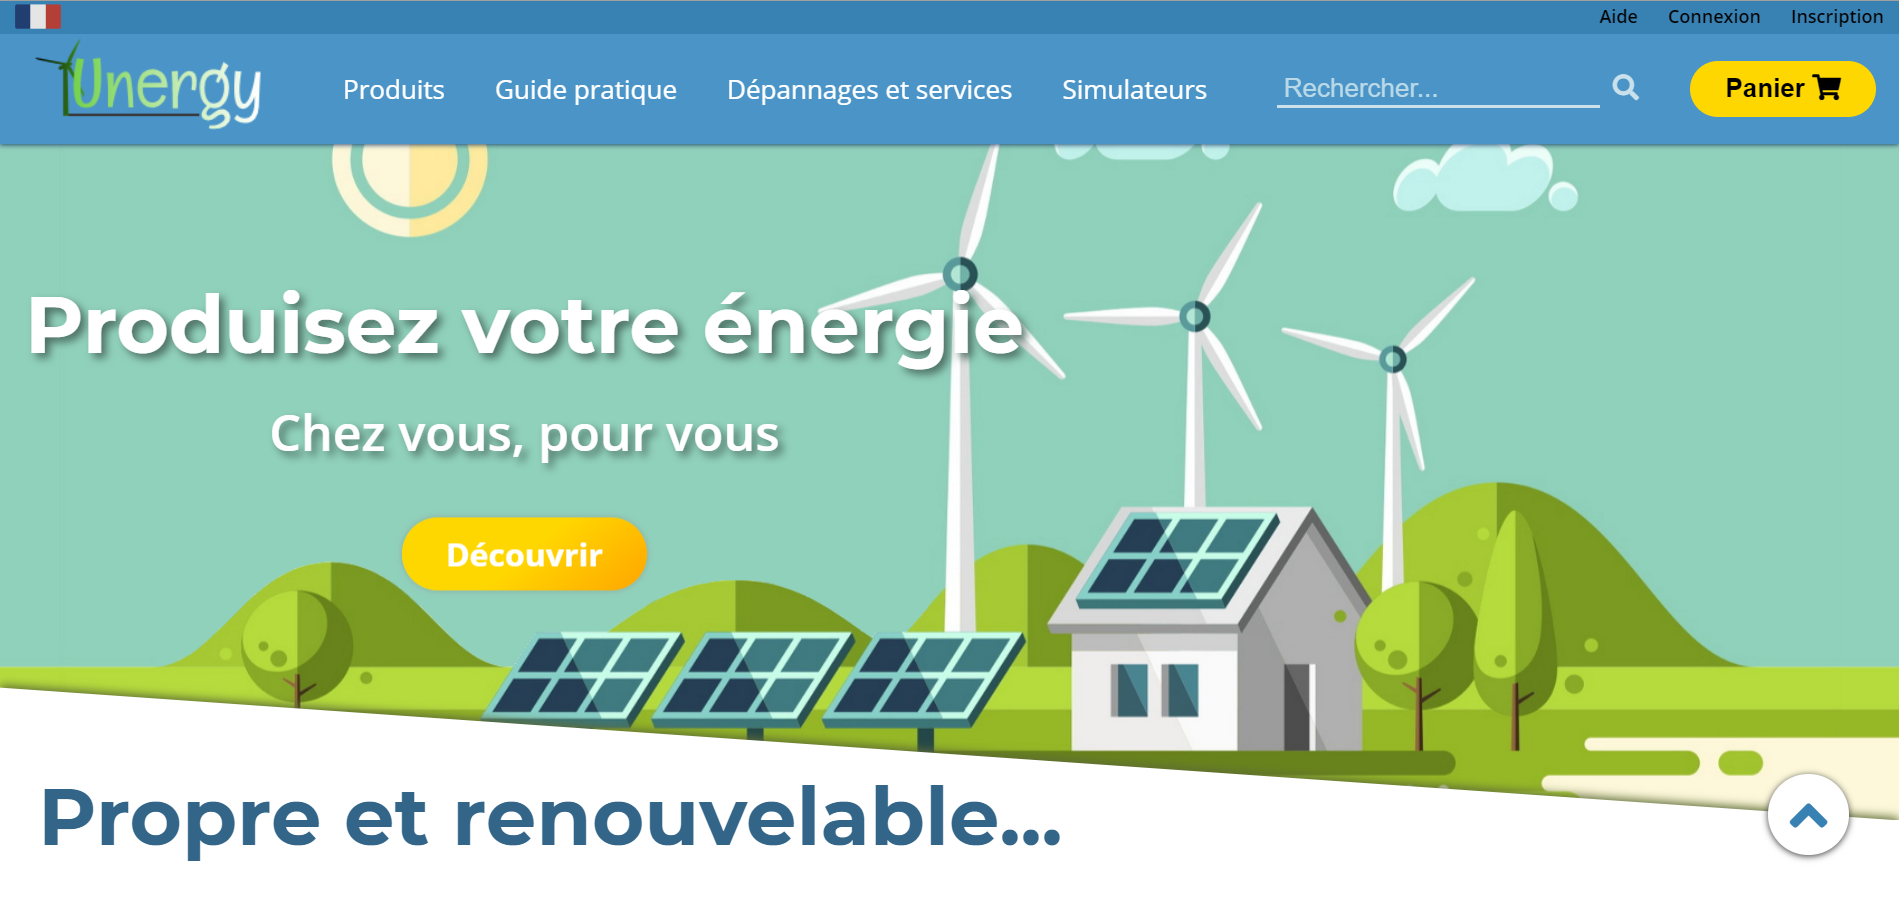 Aide Connexion Inscription
Unergy
Produits Guide pratique Dépannages et services Simulateurs Rechercher... Panier
Produisez votre énergie
Chez vous, pour vous
Découvrir
Propre et renouvelable...